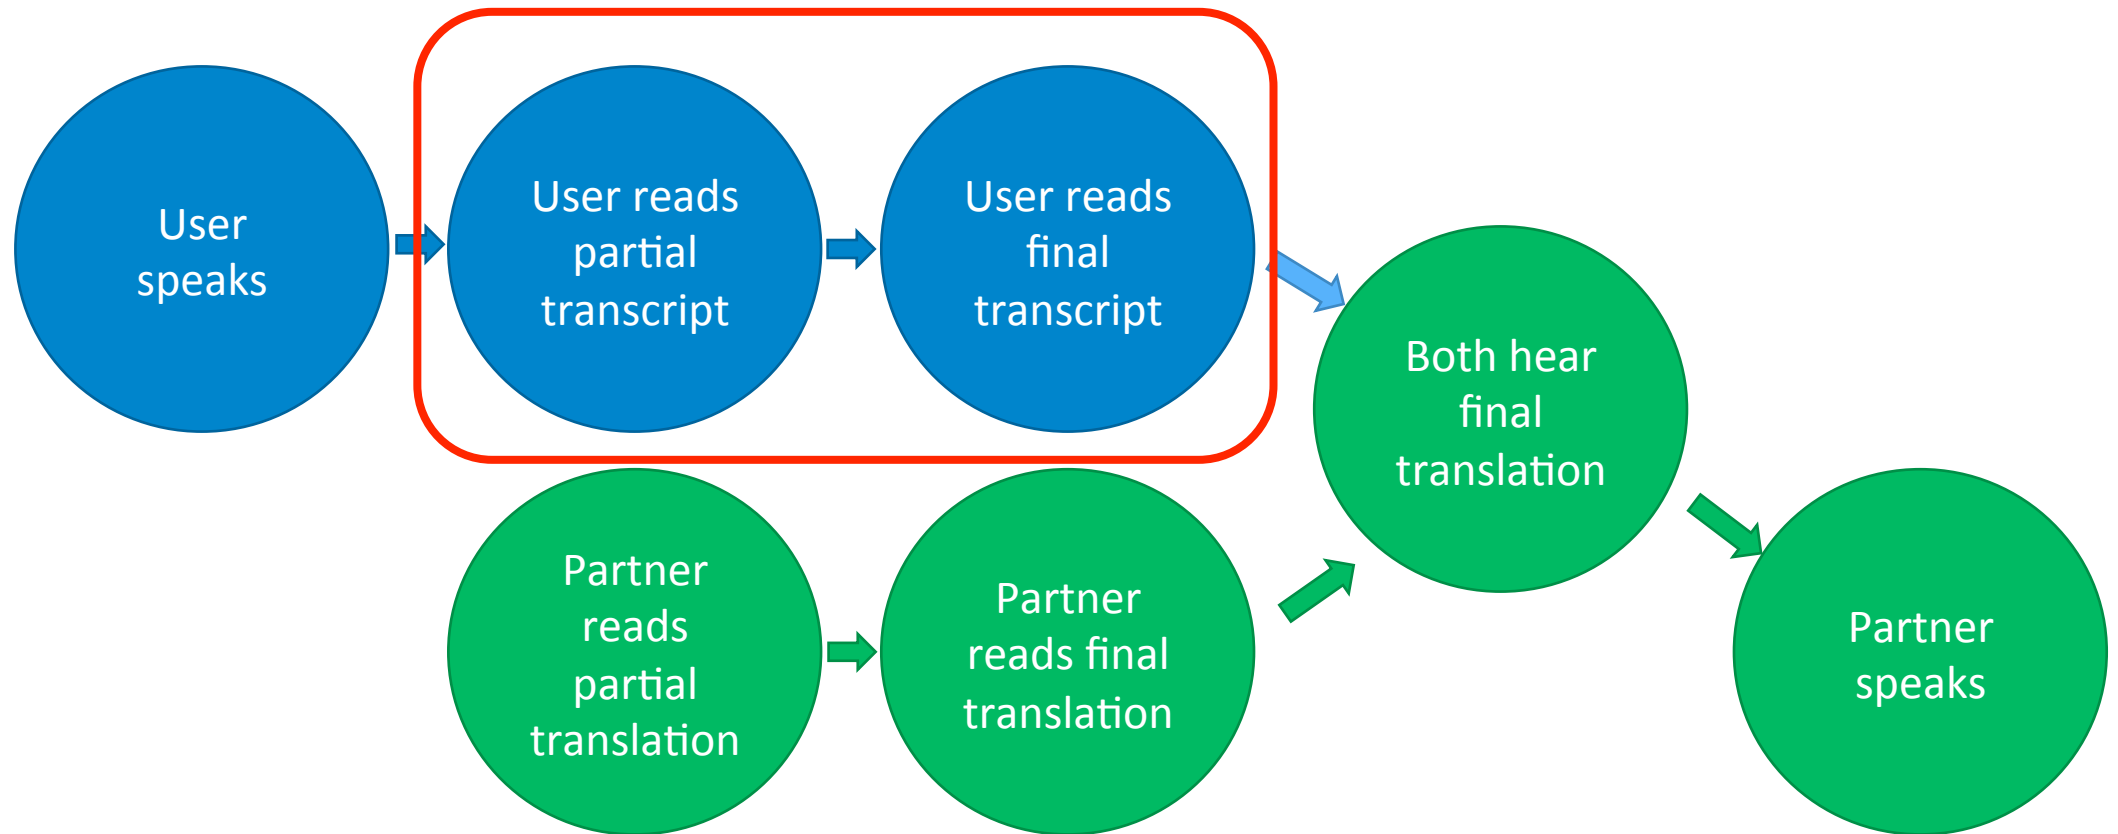 User
speaks
User reads
partial
transcript
User reads
final
transcript
Both hear
final
translation
Partner
reads
partial
translation
Partner
reads final
translation
Partner
speaks